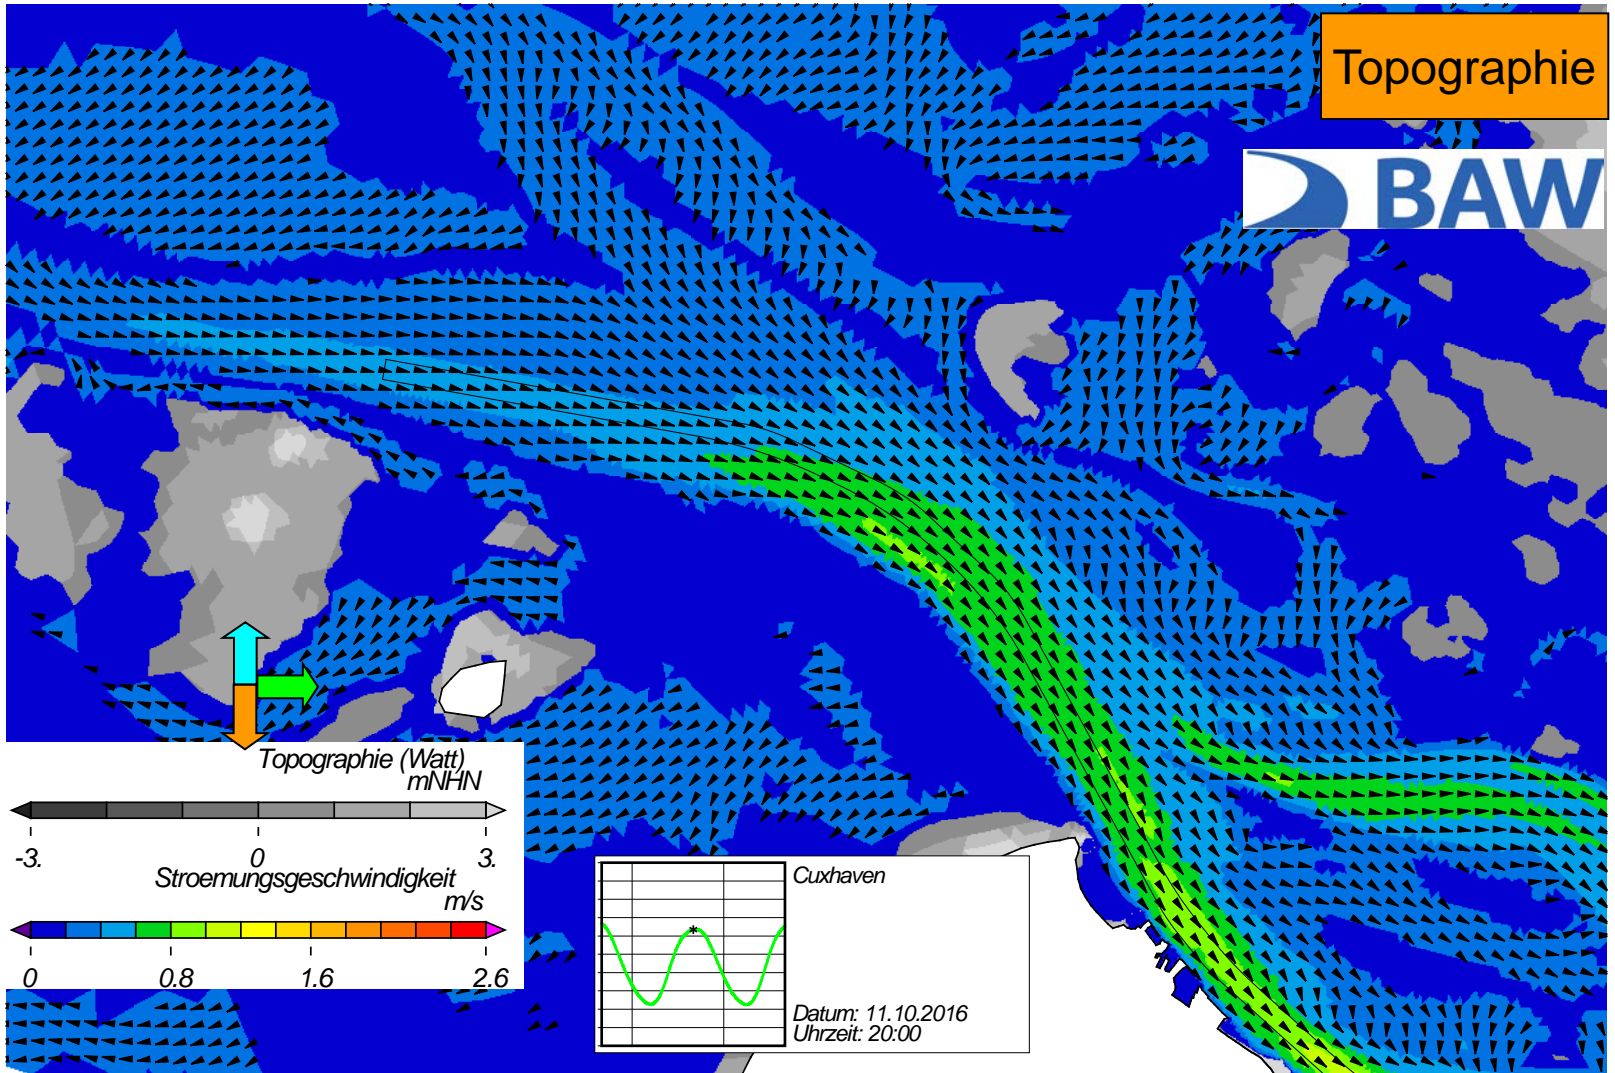 Topographie
BAW
Topographie (Watt)
mNHN
-3. 0 3.
Stroemungsgeschwindigkeit
m/s
0 0.8 1.6 2.6
Cuxhaven
Datum: 11.10.2016
Uhrzeit: 20:00